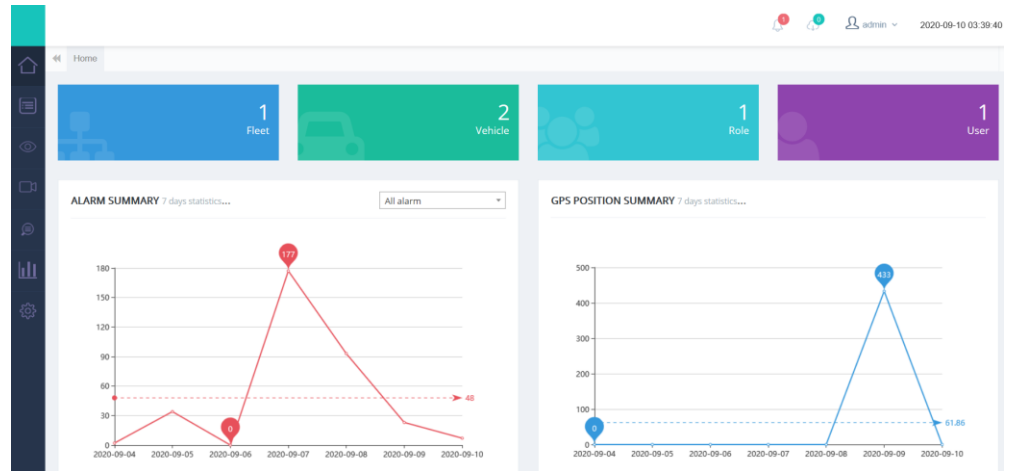 1 0 admin 2020-09-10 03:39:40
Home
1 2 1 1
Fleet Vehicle Role User
ALARM SUMMARY 7 days statistics... All alarm
GPS POSITION SUMMARY 7 days statistics...
177
180
150
120
90
60
30
0
48
0
2020-09-04 2020-09-05 2020-09-06 2020-09-07 2020-09-08 2020-09-09 2020-09-10
433
500
400
300
200
100
0
61.86
0
2020-09-04 2020-09-05 2020-09-06 2020-09-07 2020-09-08 2020-09-09 2020-09-10